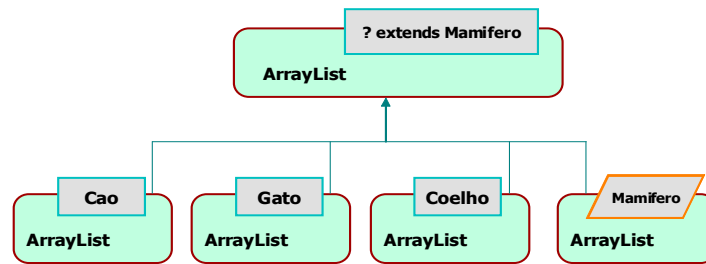 ? extends Mamifero
ArrayList
Cao
Gato
Coelho
Mamifero
ArrayList
ArrayList
ArrayList
ArrayList